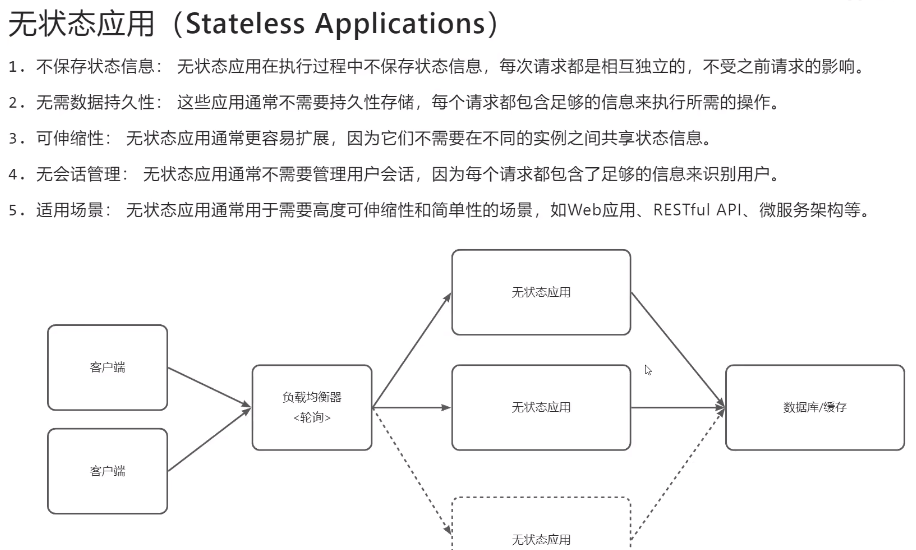 无状态应用（Stateless Applications）
1. 不保存状态信息： 无状态应用在执行过程中不保存状态信息，每次请求都是相互独立的，不受之前请求的影响。
2. 无需数据持久性： 这些应用通常不需要持久性存储，每个请求都包含足够的信息来执行所需的操作。
3. 可伸缩性： 无状态应用通常更容易扩展，因为它们不需要在不同的实例之间共享状态信息。
4. 无会话管理： 无状态应用通常不需要管理用户会话，因为每个请求都包含了足够的信息来识别用户。
5. 适用场景： 无状态应用通常用于需要高度可伸缩性和简单性的场景，如Web应用、RESTful API、微服务架构等。
客户端
客户端
负载均衡器
<轮询>
无状态应用
无状态应用
无状态应用
数据库/缓存